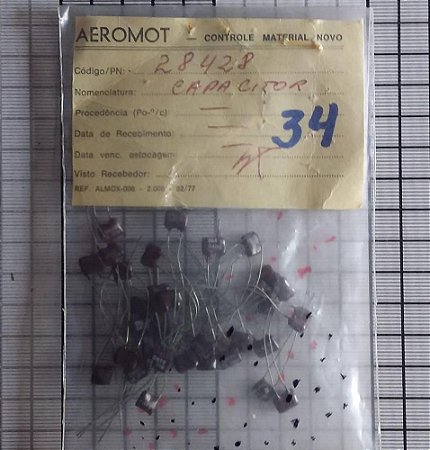 AEROMOT CONTROLE MATERIAL NOVO
Código/PN: 28428
Nomenclatura: CAPACITOR
Procedência (Po-º/c): —
Data de Recebimento: —
34
Data venc. estocagem: —
Visto Recebedor:
REF. ALMOX-006 - 2.000 - 02/77